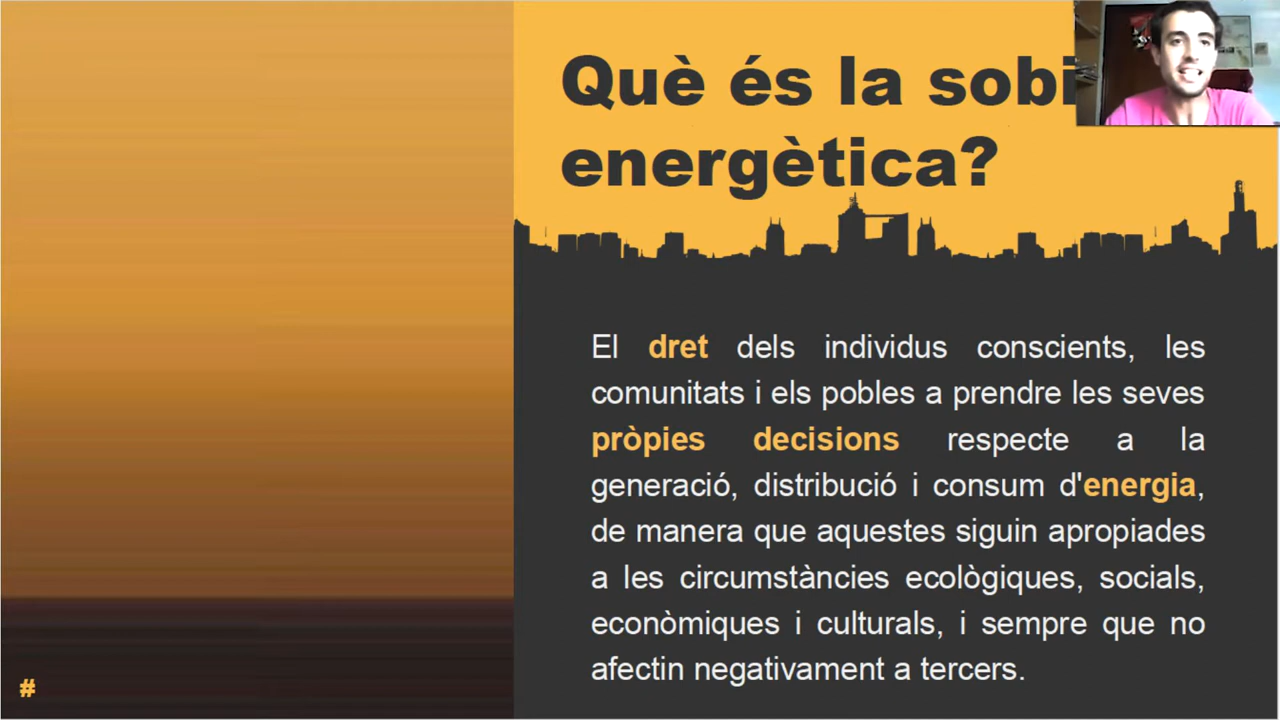 Què és la sobi
energètica?
El dret dels individus conscients, les
comunitats i els pobles a prendre les seves
pròpies decisions respecte a la
generació, distribució i consum d'energia,
de manera que aquestes siguin apropiades
a les circumstàncies ecològiques, socials,
econòmiques i culturals, i sempre que no
afectin negativament a tercers.
#